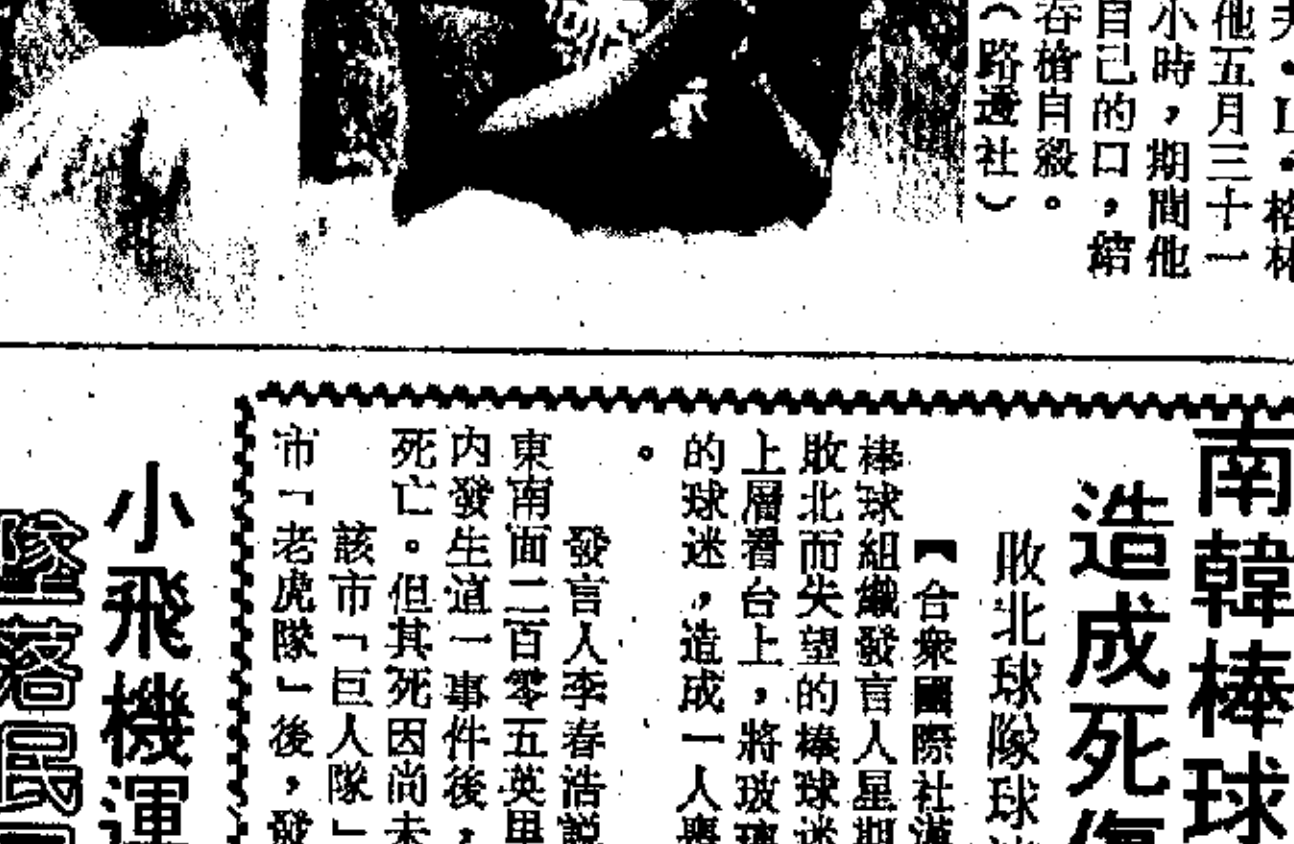 夫・L・格林
他五月三十一
小時，期間他
自己的口，結
吞槍自殺。
（路透社）
南韓棒球
造成死傷
敗北球隊球
【合衆國際社漢
棒球組織發言人星期
敗北而失望的棒球迷
上層看台上，將玻璃
的球迷，造成一人喪
。
發言人李春浩説
東南面二百零五英里
内發生這一事件後，
死亡。但其死因尚未
該市「巨人隊」
市「老虎隊」後，發
小飛機運
墜落民